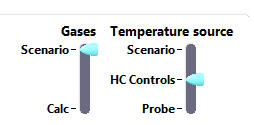 Gases Temperature source
Scenario Scenario
HC Controls
Calc Probe